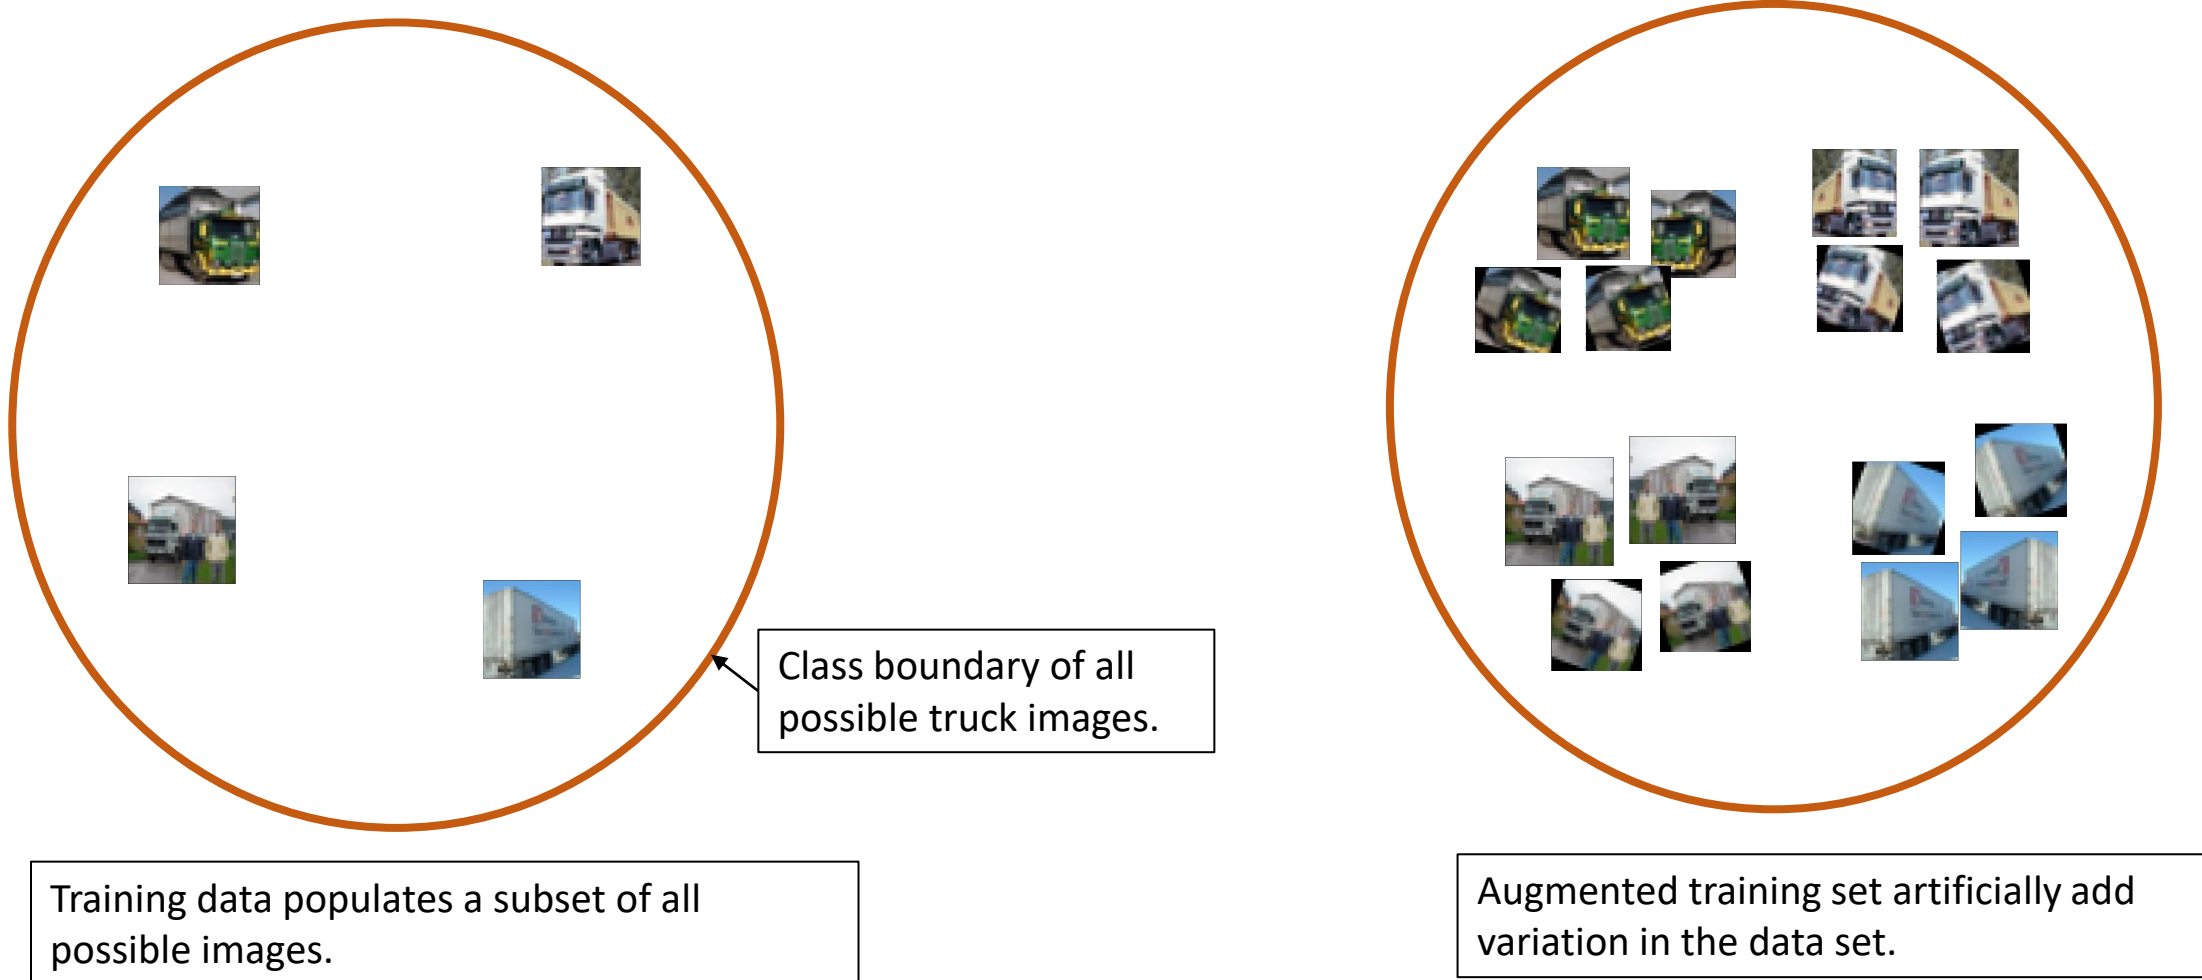 Class boundary of all
possible truck images.
Training data populates a subset of all
possible images.
Augmented training set artificially add
variation in the data set.